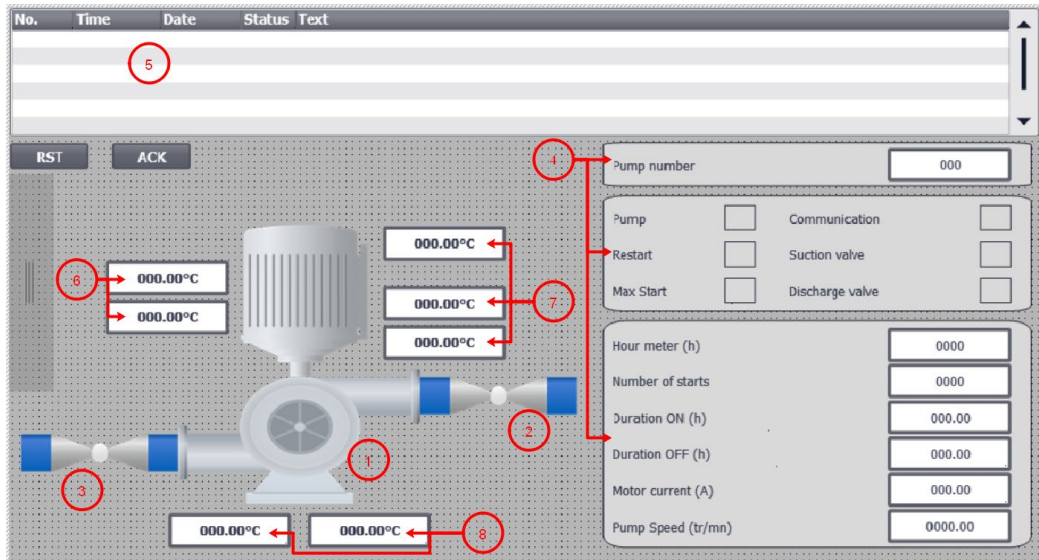 No. Time Date Status Text
5
RST ACK
4
Pump number 000
Pump Communication
Restart Suction valve
Max Start Discharge valve
000.00°C
6
000.00°C
000.00°C
000.00°C
7
000.00°C
Hour meter (h) 0000
Number of starts 0000
Duration ON (h) 000.00
Duration OFF (h) 000.00
Motor current (A) 000.00
Pump Speed (tr/mn) 0000.00
2
1
3
000.00°C 000.00°C 8